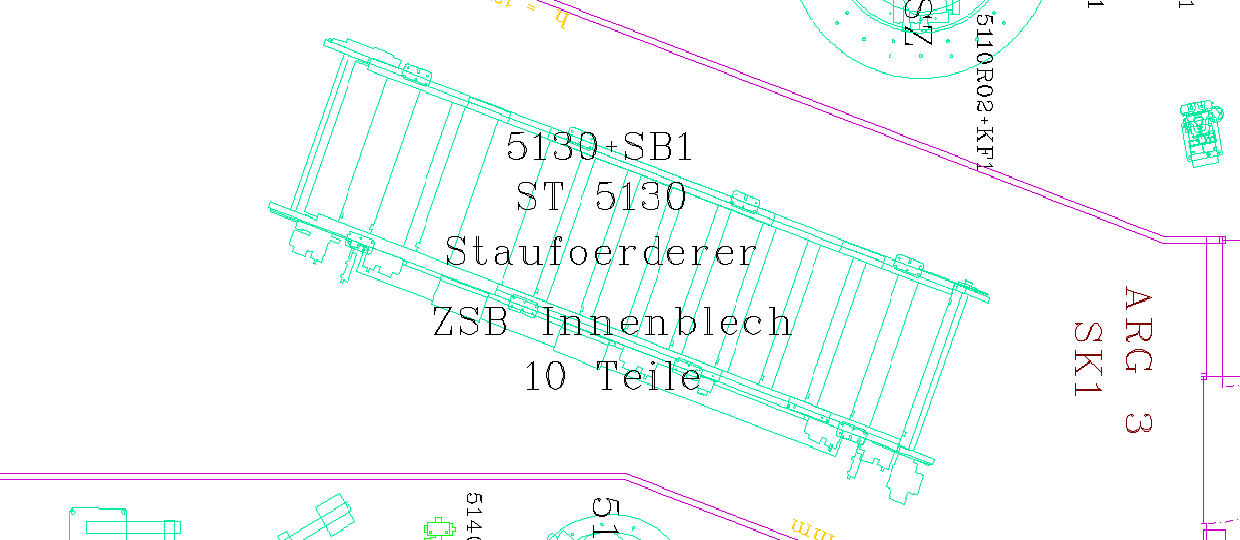 5130+SB1
ST 5130
Staufoerderer
ZSB Innenblech
10 Teile
5110R02+KF1
ARG 3
SK1